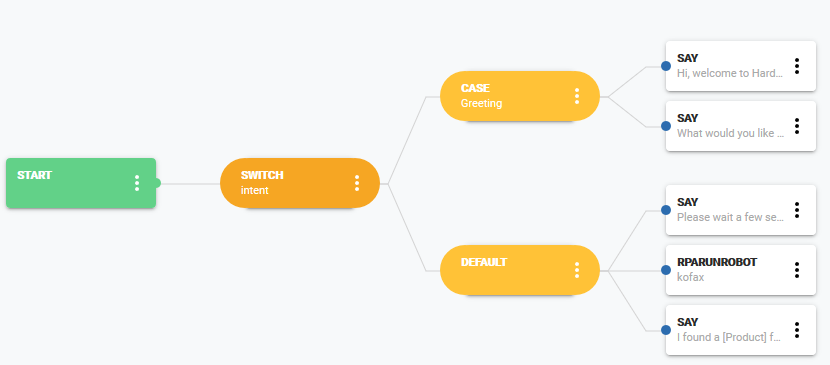 START
SWITCH
intent
CASE
Greeting
SAY
Hi, welcome to Hard...
SAY
What would you like ...
DEFAULT
SAY
Please wait a few se...
RPARUNROBOT
kofax
SAY
I found a [Product] f...